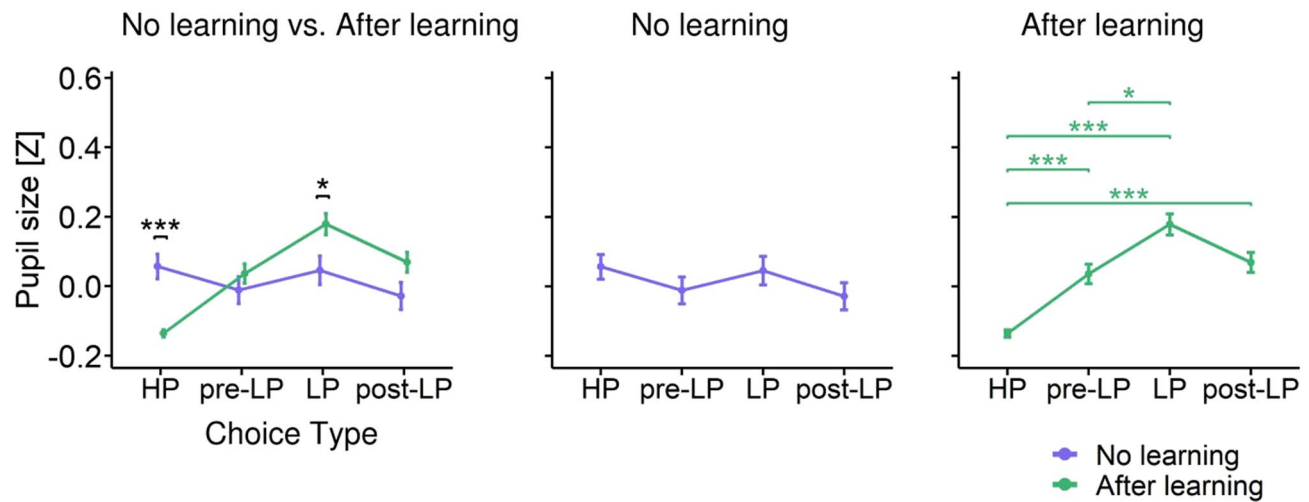 No learning vs. After learning
No learning
After learning
Pupil size [Z]
0.6
0.4
0.2
0.0
-0.2
***
*
*
***
***
***
HP pre-LP LP post-LP
HP pre-LP LP post-LP
HP pre-LP LP post-LP
Choice Type
No learning
After learning